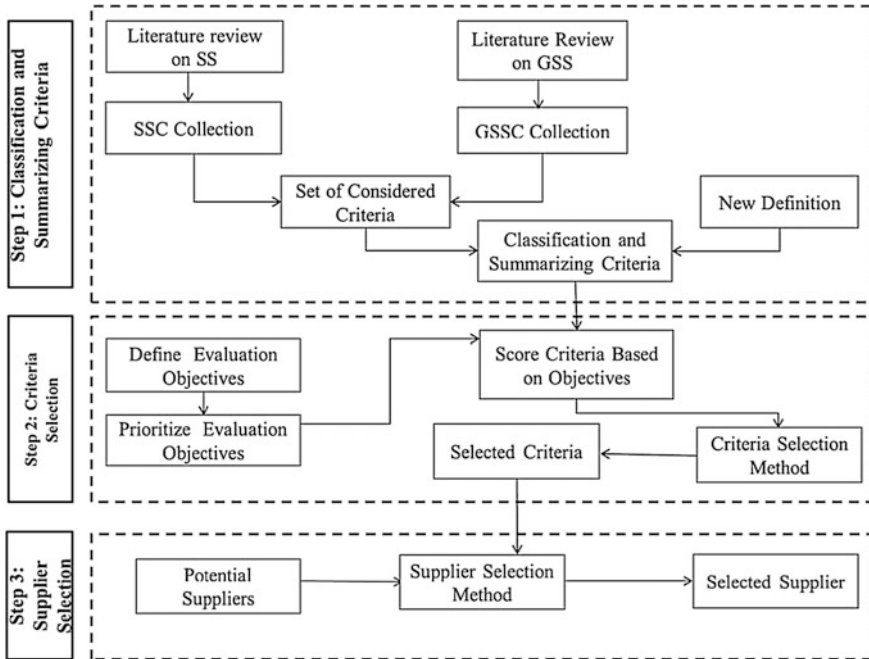 Step 1: Classification and
Summarizing Criteria
Literature review
on SS
Literature Review
on GSS
SSC Collection
GSSC Collection
Set of Considered
Criteria
New Definition
Classification and
Summarizing Criteria
Step 2: Criteria
Selection
Define Evaluation
Objectives
Score Criteria Based
on Objectives
Prioritize Evaluation
Objectives
Selected Criteria
Criteria Selection
Method
Step 3:
Supplier
Selection
Potential
Suppliers
Supplier Selection
Method
Selected Supplier